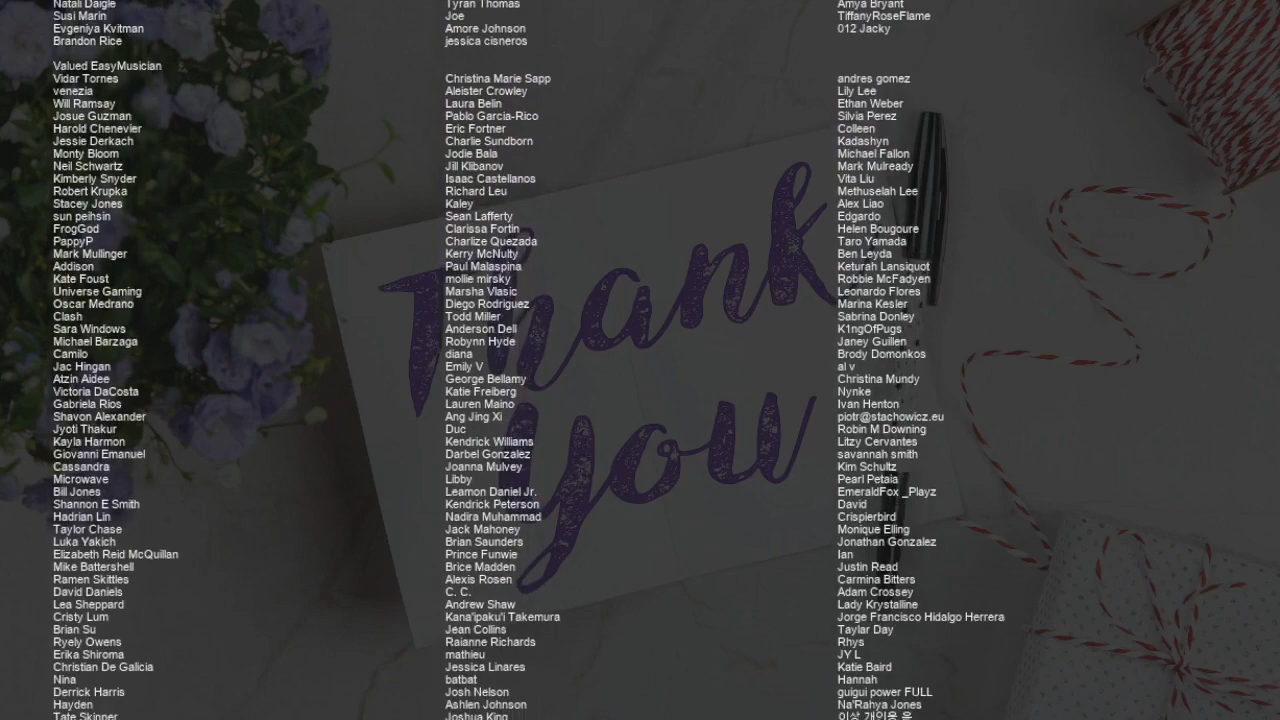 Natali Daigle
Susi Marin
Evgeniya Kvitman
Brandon Rice
Valued EasyMusician
Vidar Tornes
venezia
Will Ramsay
Josue Guzman
Harold Chenevier
Jessie Derkach
Monty Bloom
Neil Schwartz
Kimberly Snyder
Robert Krupka
Stacey Jones
sun peihsin
FrogGod
PappyP
Mark Mullinger
Addison
Kate Foust
Universe Gaming
Oscar Medrano
Clash
Sara Windows
Michael Barzaga
Camilo
Jac Hingan
Atzin Aidee
Victoria DaCosta
Gabriela Rios
Shavon Alexander
Jyoti Thakur
Kayla Harmon
Giovanni Emanuel
Cassandra
Microwave
Bill Jones
Shannon E Smith
Hadrian Lin
Taylor Chase
Luka Yakich
Elizabeth Reid McQuillan
Mike Battershell
Ramen Skittles
David Daniels
Lea Sheppard
Cristy Lum
Brian Su
Ryely Owens
Erika Shiroma
Christian De Galicia
Nina
Derrick Harris
Hayden
Tate Skinner
Tyran Thomas
Joe
Amore Johnson
jessica cisneros
Christina Marie Sapp
Aleister Crowley
Laura Belin
Pablo Garcia-Rico
Eric Fortner
Charlie Sundborn
Jodie Bala
Jill Klibanov
Isaac Castellanos
Richard Leu
Kaley
Sean Lafferty
Clarissa Fortin
Charlize Quezada
Kerry McNulty
Paul Malaspina
mollie mirsky
Marsha Vlasic
Diego Rodriguez
Todd Miller
Anderson Dell
Robynn Hyde
diana
Emily V
George Bellamy
Katie Freiberg
Lauren Maino
Ang Jing Xi
Duc
Kendrick Williams
Darbel Gonzalez
Joanna Mulvey
Libby
Leamon Daniel Jr.
Kendrick Peterson
Nadira Muhammad
Jack Mahoney
Brian Saunders
Prince Funwie
Brice Madden
Alexis Rosen
C. C.
Andrew Shaw
Kana'ipaku'i Takemura
Jean Collins
Raianne Richards
mathieu
Jessica Linares
batbat
Josh Nelson
Ashlen Johnson
Joshua King
Amya Bryant
TiffanyRoseFlame
012 Jacky
andres gomez
Lily Lee
Ethan Weber
Silvia Perez
Colleen
Kadashyn
Michael Fallon
Mark Mulready
Vita Liu
Methuselah Lee
Alex Liao
Edgardo
Helen Bougoure
Taro Yamada
Ben Leyda
Keturah Lansiquot
Robbie McFadyen
Leonardo Flores
Marina Kesler
Sabrina Donley
K1ngOfPugs
Janey Guillen
Brody Domonkos
al v
Christina Mundy
Nynke
Ivan Henton
piotr@stachowicz.eu
Robin M Downing
Litzy Cervantes
savannah smith
Kim Schultz
Pearl Petaia
EmeraldFox _Playz
David
Crispierbird
Monique Elling
Jonathan Gonzalez
Ian
Justin Read
Carmina Bitters
Adam Crossey
Lady Krystalline
Jorge Francisco Hidalgo Herrera
Taylar Day
Rhys
JY L
Katie Baird
Hannah
guigui power FULL
Na'Rahya Jones
이상 개인용 음
Thank
you